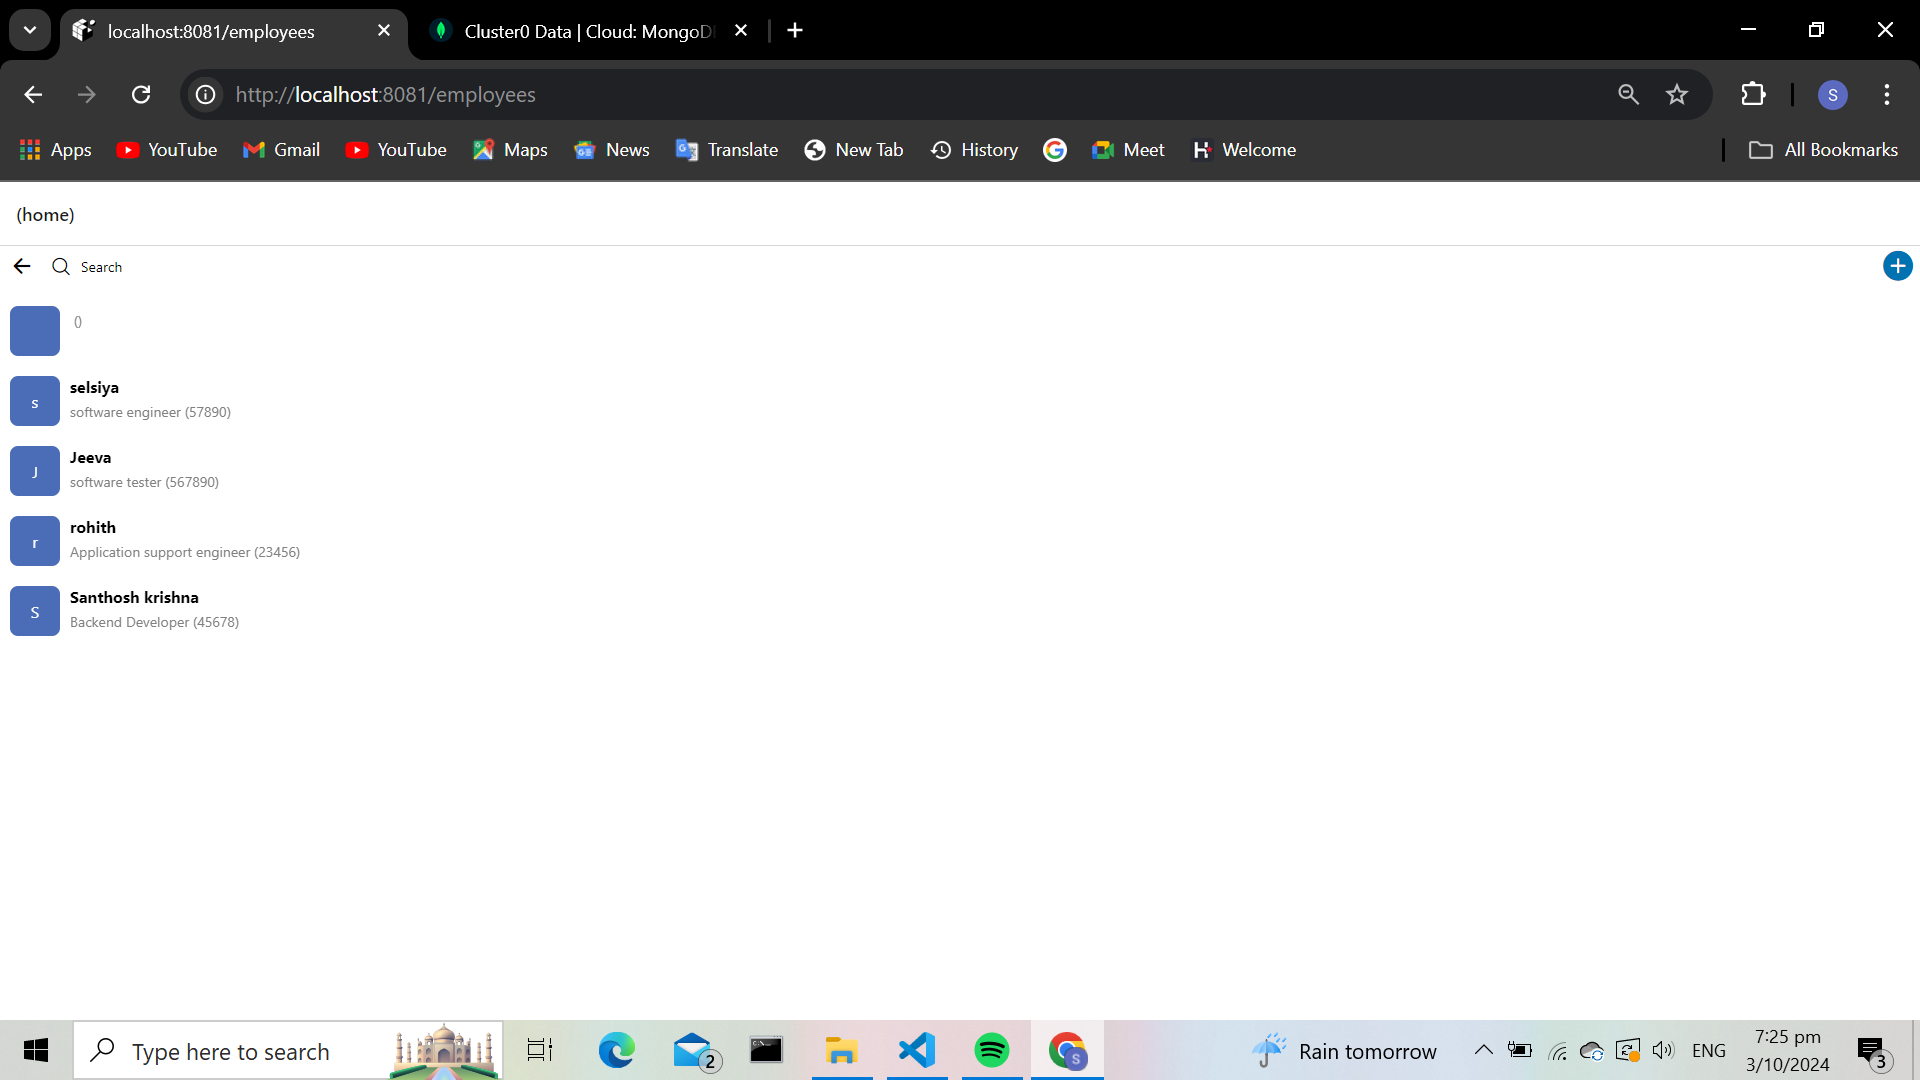 localhost:8081/employees
Cluster0 Data | Cloud: MongoD
http://localhost:8081/employees
S
Apps
YouTube
Gmail
YouTube
Maps
News
Translate
New Tab
History
Meet
Welcome
All Bookmarks
(home)
Search
()
s
selsiya
software engineer (57890)
J
Jeeva
software tester (567890)
r
rohith
Application support engineer (23456)
S
Santhosh krishna
Backend Developer (45678)
Type here to search
2
S
Rain tomorrow
ENG
7:25 pm
3/10/2024
3